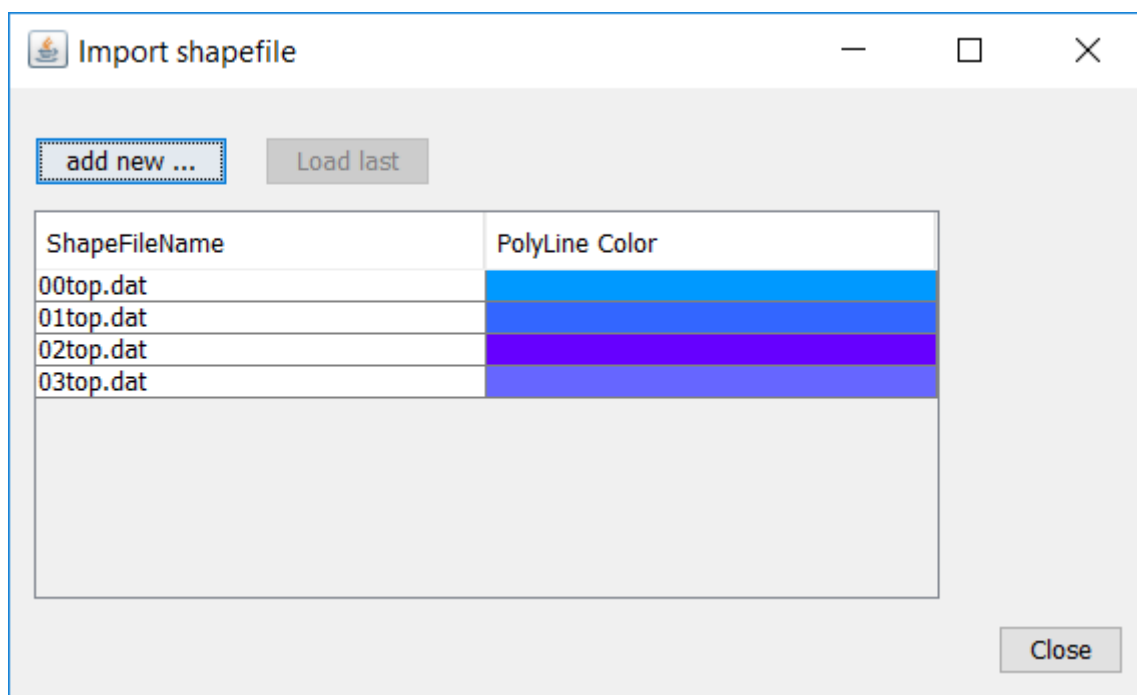 Import shapefile
add new ... Load last
ShapeFileName PolyLine Color
00top.dat
01top.dat
02top.dat
03top.dat
Close